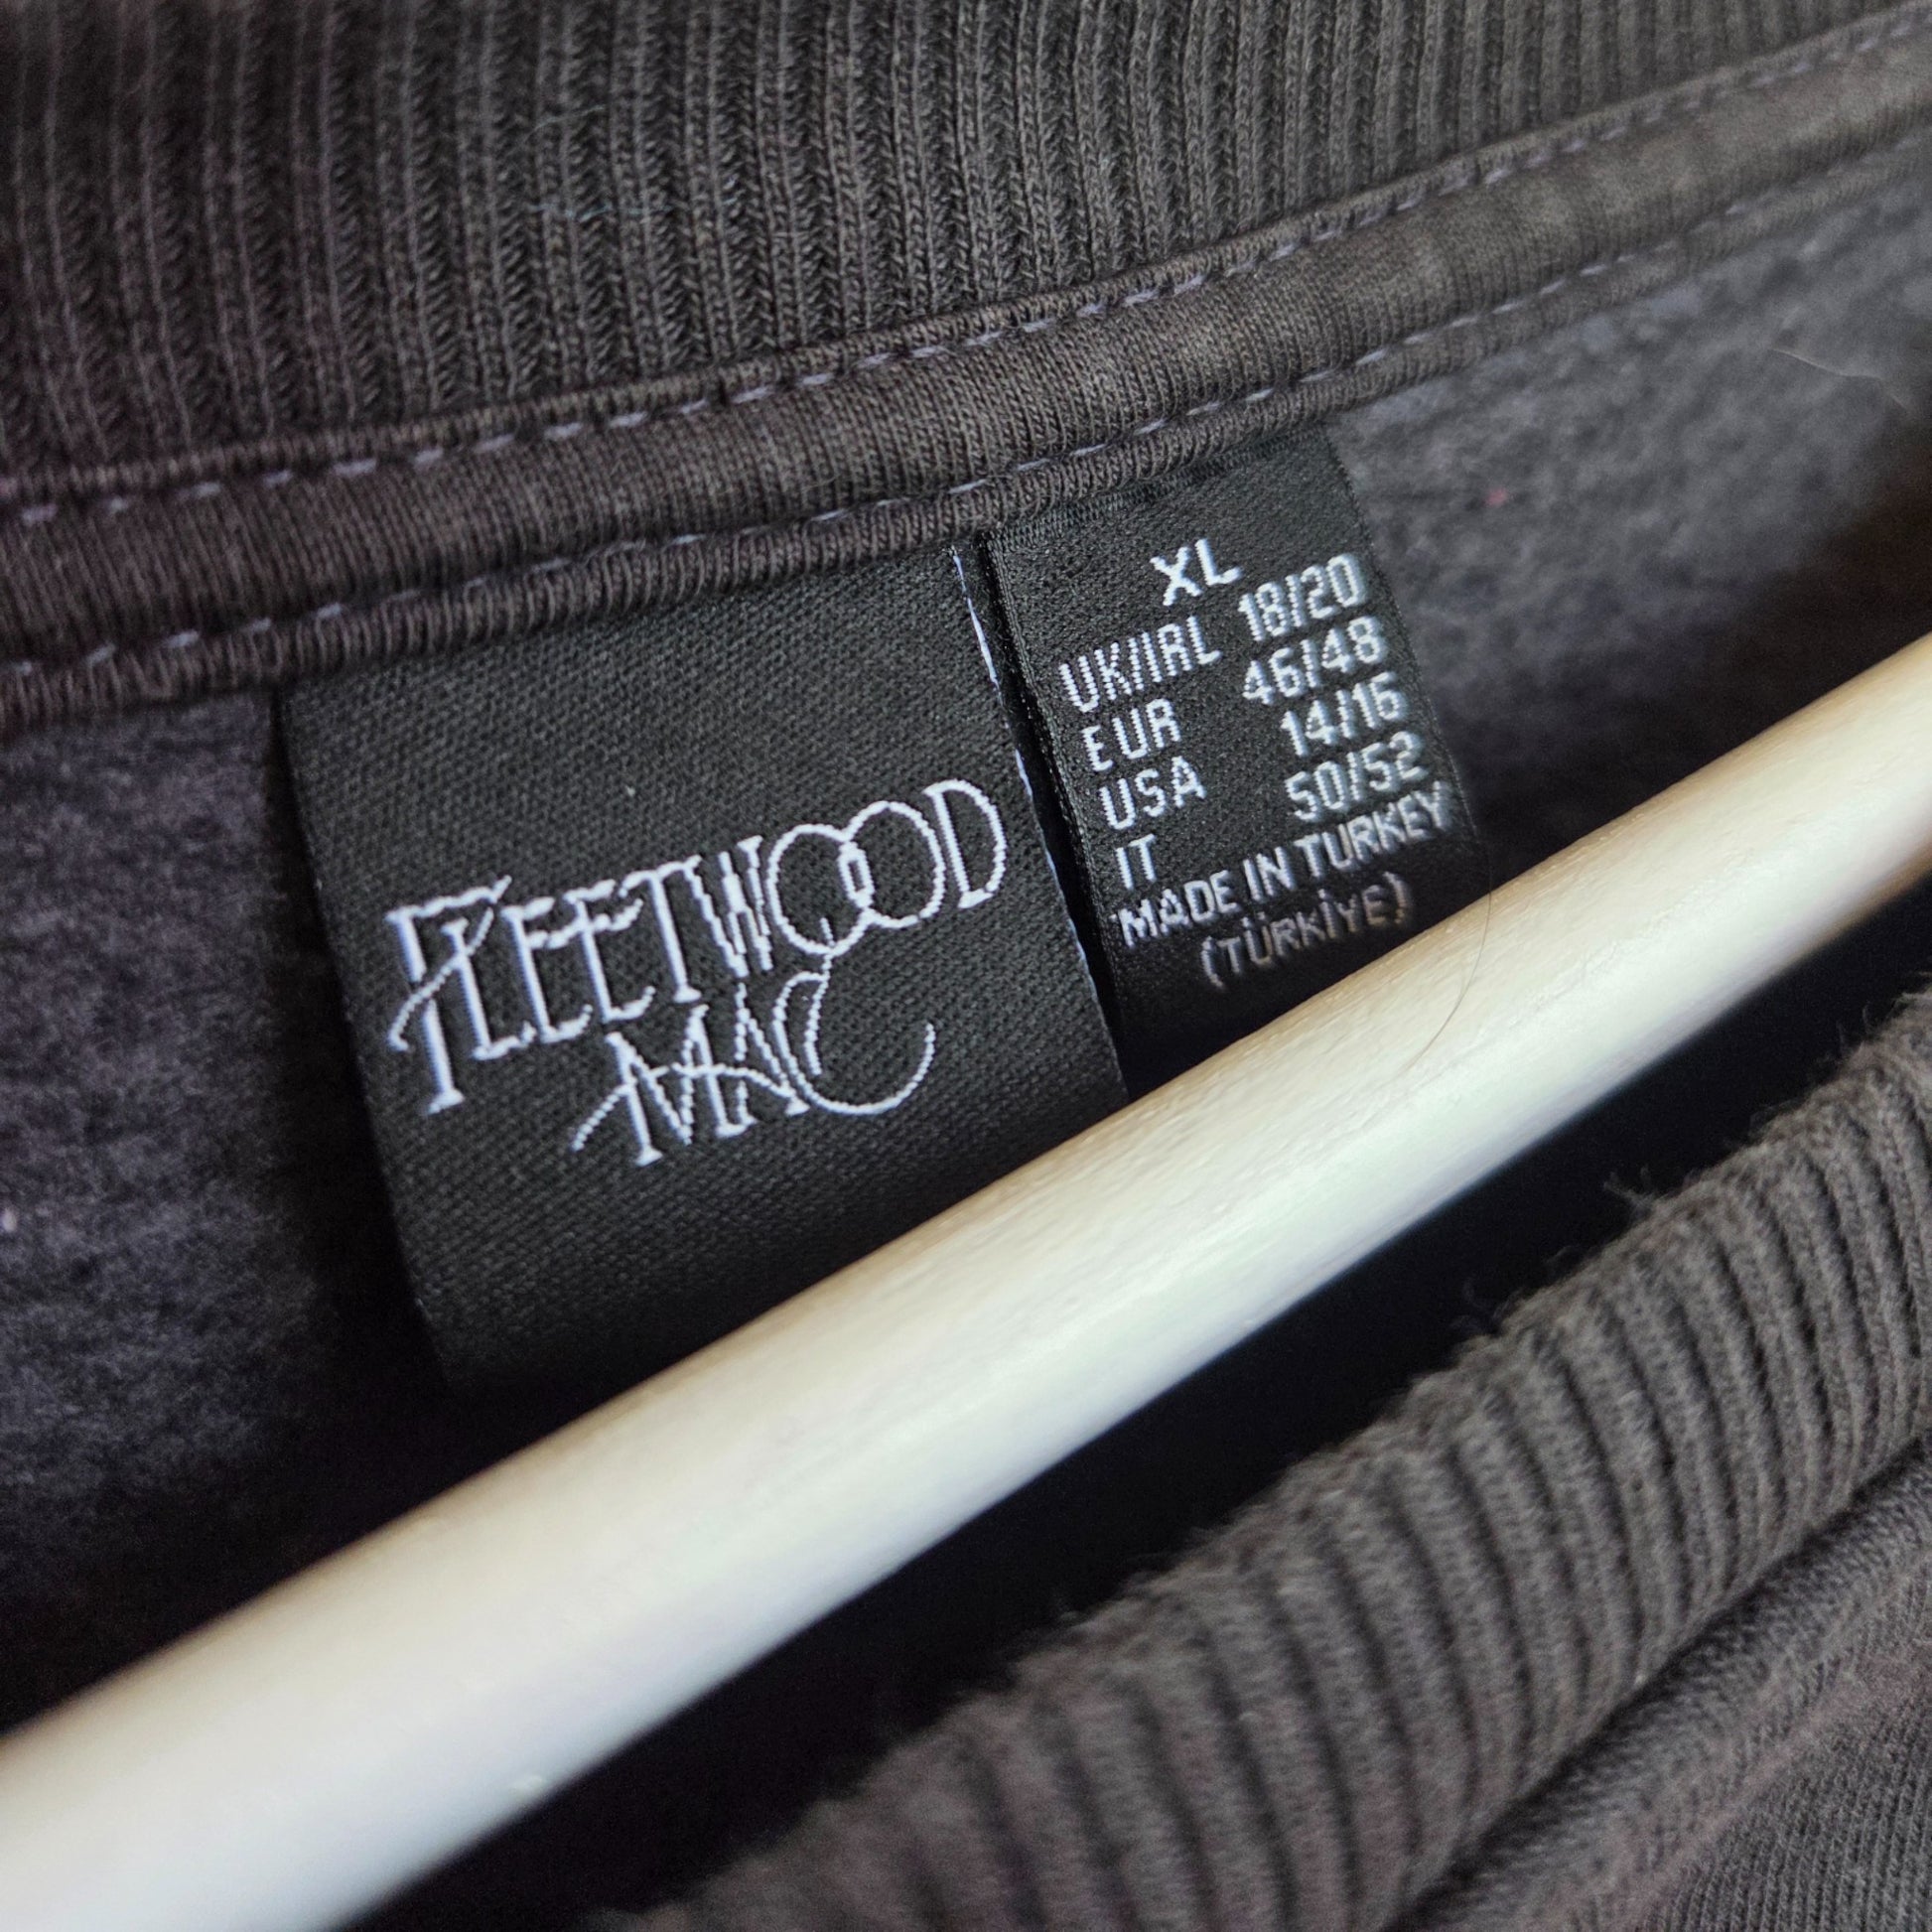 FLEETWOOD
MAC
XL
UK/IRL 18/20
EUR 46/48
USA 14/16
IT 50/52
MADE IN TURKEY
(TÜRKİYE)